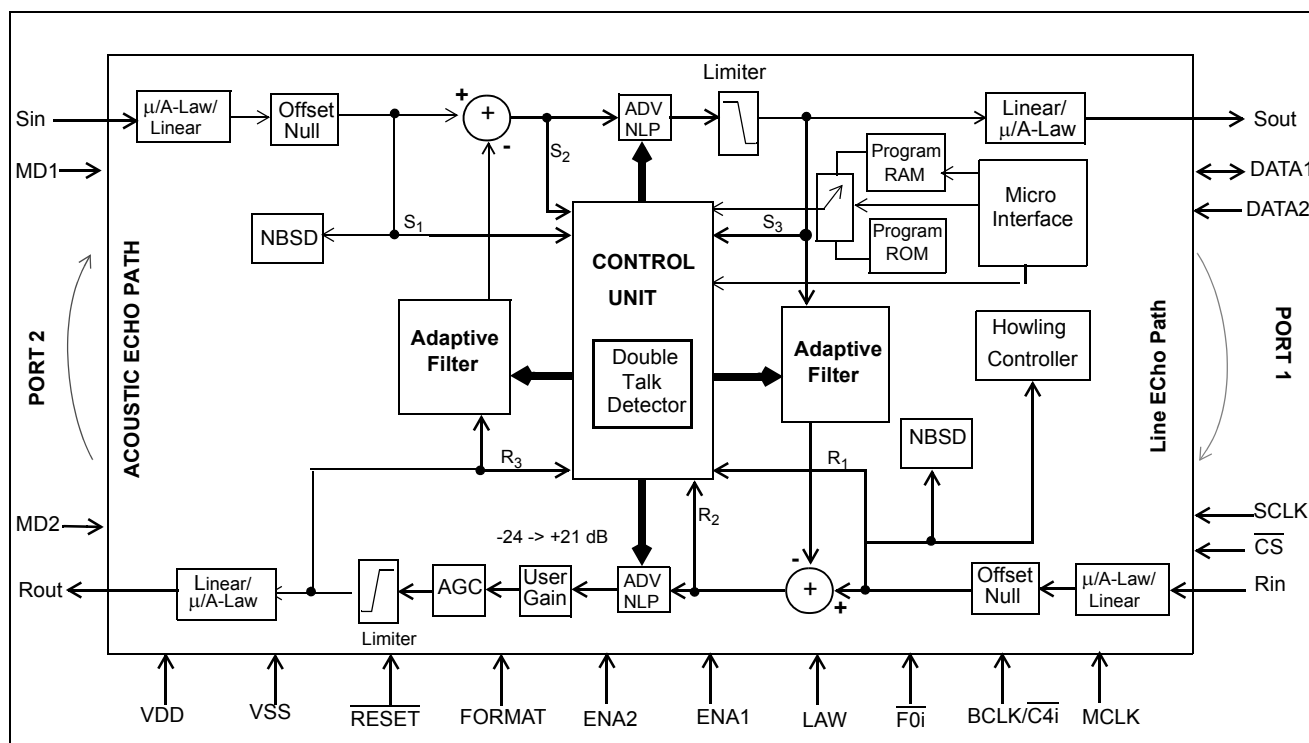 Limiter
Sin
μ/A-Law/
Linear
Offset
Null
+
+
-
ADV
NLP
Linear/
μ/A-Law
Sout
MD1
S2
Program
RAM
Micro
Interface
DATA1
DATA2
NBSD
S1
S3
Program
ROM
CONTROL
UNIT
PORT 2
ACOUSTIC ECHO PATH
Adaptive
Filter
Double
Talk
Detector
Adaptive
Filter
Howling
Controller
Line ECho Path
PORT 1
NBSD
R3
R1
R2
MD2
SCLK
CS
-24 -> +21 dB
-
+
+
Rout
Linear/
μ/A-Law
Limiter
AGC
User
Gain
ADV
NLP
Offset
Null
μ/A-Law/
Linear
Rin
VDD
VSS
RESET
FORMAT
ENA2
ENA1
LAW
F0i
BCLK/C4i
MCLK